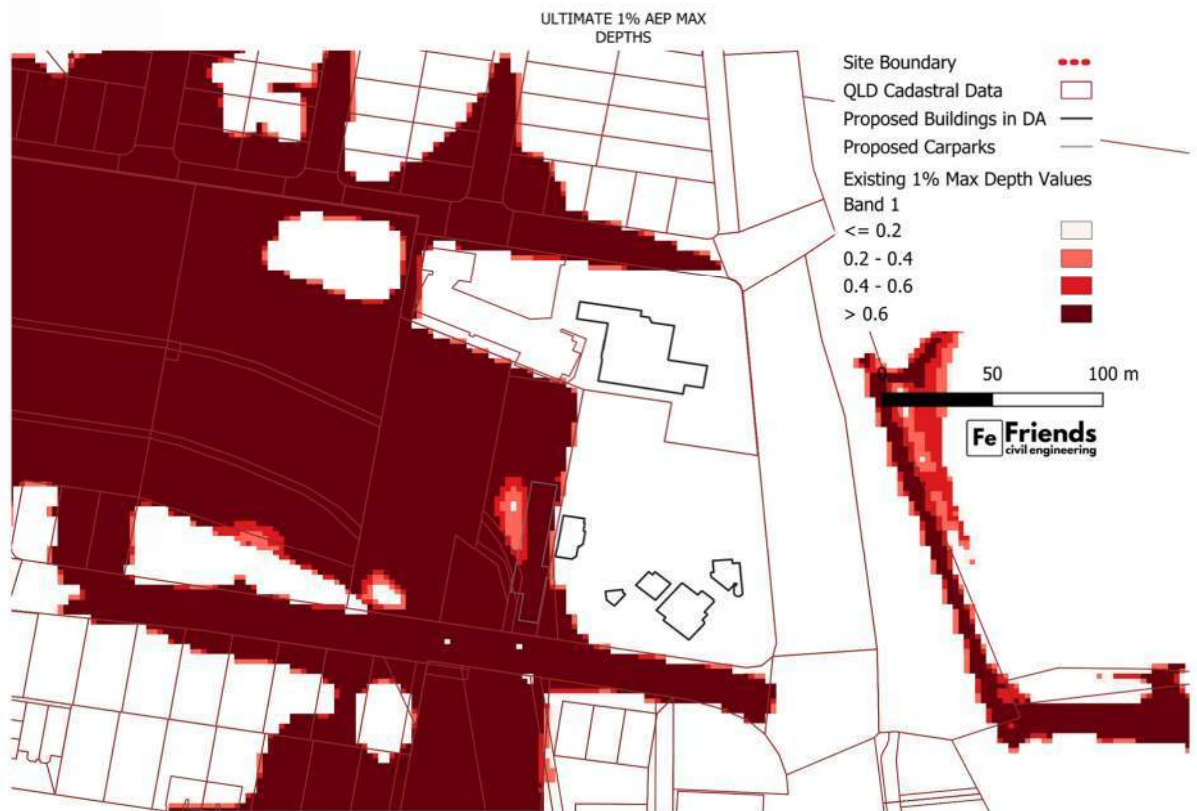 ULTIMATE 1% AEP MAX
DEPTHS
Site Boundary
QLD Cadastral Data
Proposed Buildings in DA
Proposed Carparks
Existing 1% Max Depth Values
Band 1
<= 0.2
0.2 - 0.4
0.4 - 0.6
> 0.6
0 50 100 m
Fe Friends
civil engineering